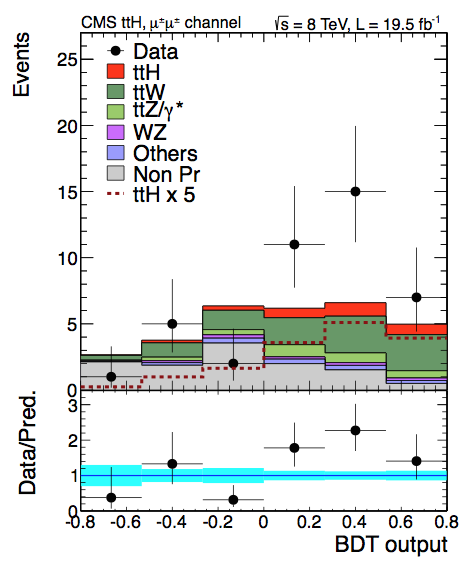 CMS ttH, μ±μ± channel
√s = 8 TeV, L = 19.5 fb⁻¹
Events
Data
ttH
ttW
ttZ/γ*
WZ
Others
Non Pr
ttH x 5
25
20
15
10
5
0
Data/Pred.
3
2
1
0
-0.8 -0.6 -0.4 -0.2 0 0.2 0.4 0.6 0.8
BDT output